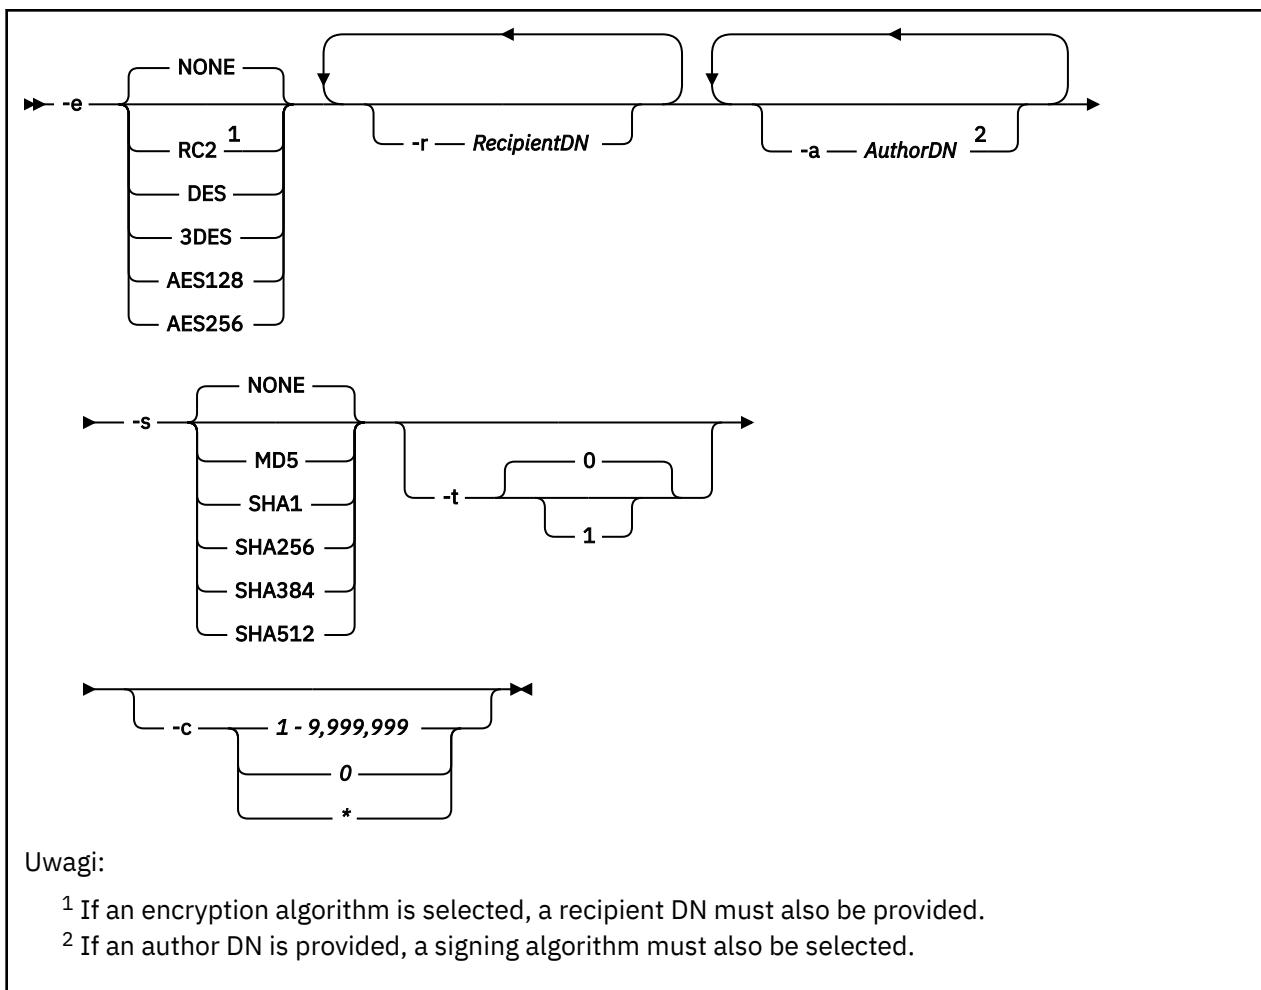 NONE
-e
RC2 1
-r RecipientDN
-a AuthorDN 2
DES
3DES
AES128
AES256
NONE
-s
MD5
0
-t
SHA1
1
SHA256
SHA384
SHA512
-c 1 - 9,999,999
0
*
Uwagi:
1 If an encryption algorithm is selected, a recipient DN must also be provided.
2 If an author DN is provided, a signing algorithm must also be selected.